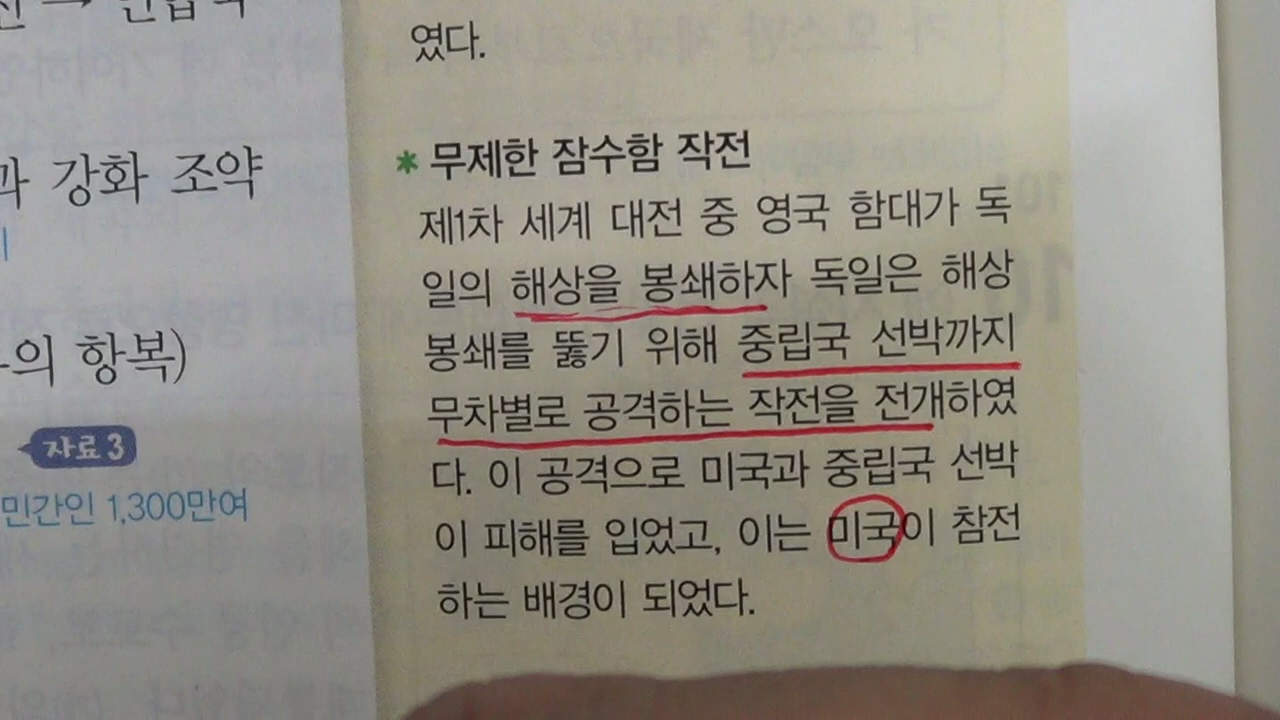 강화 조약
의 항복)
자료 3
민간인 1,300만여
였다.
* 무제한 잠수함 작전
제1차 세계 대전 중 영국 함대가 독
일의 해상을 봉쇄하자 독일은 해상
봉쇄를 뚫기 위해 중립국 선박까지
무차별로 공격하는 작전을 전개하였
다. 이 공격으로 미국과 중립국 선박
이 피해를 입었고, 이는 미국이 참전
하는 배경이 되었다.